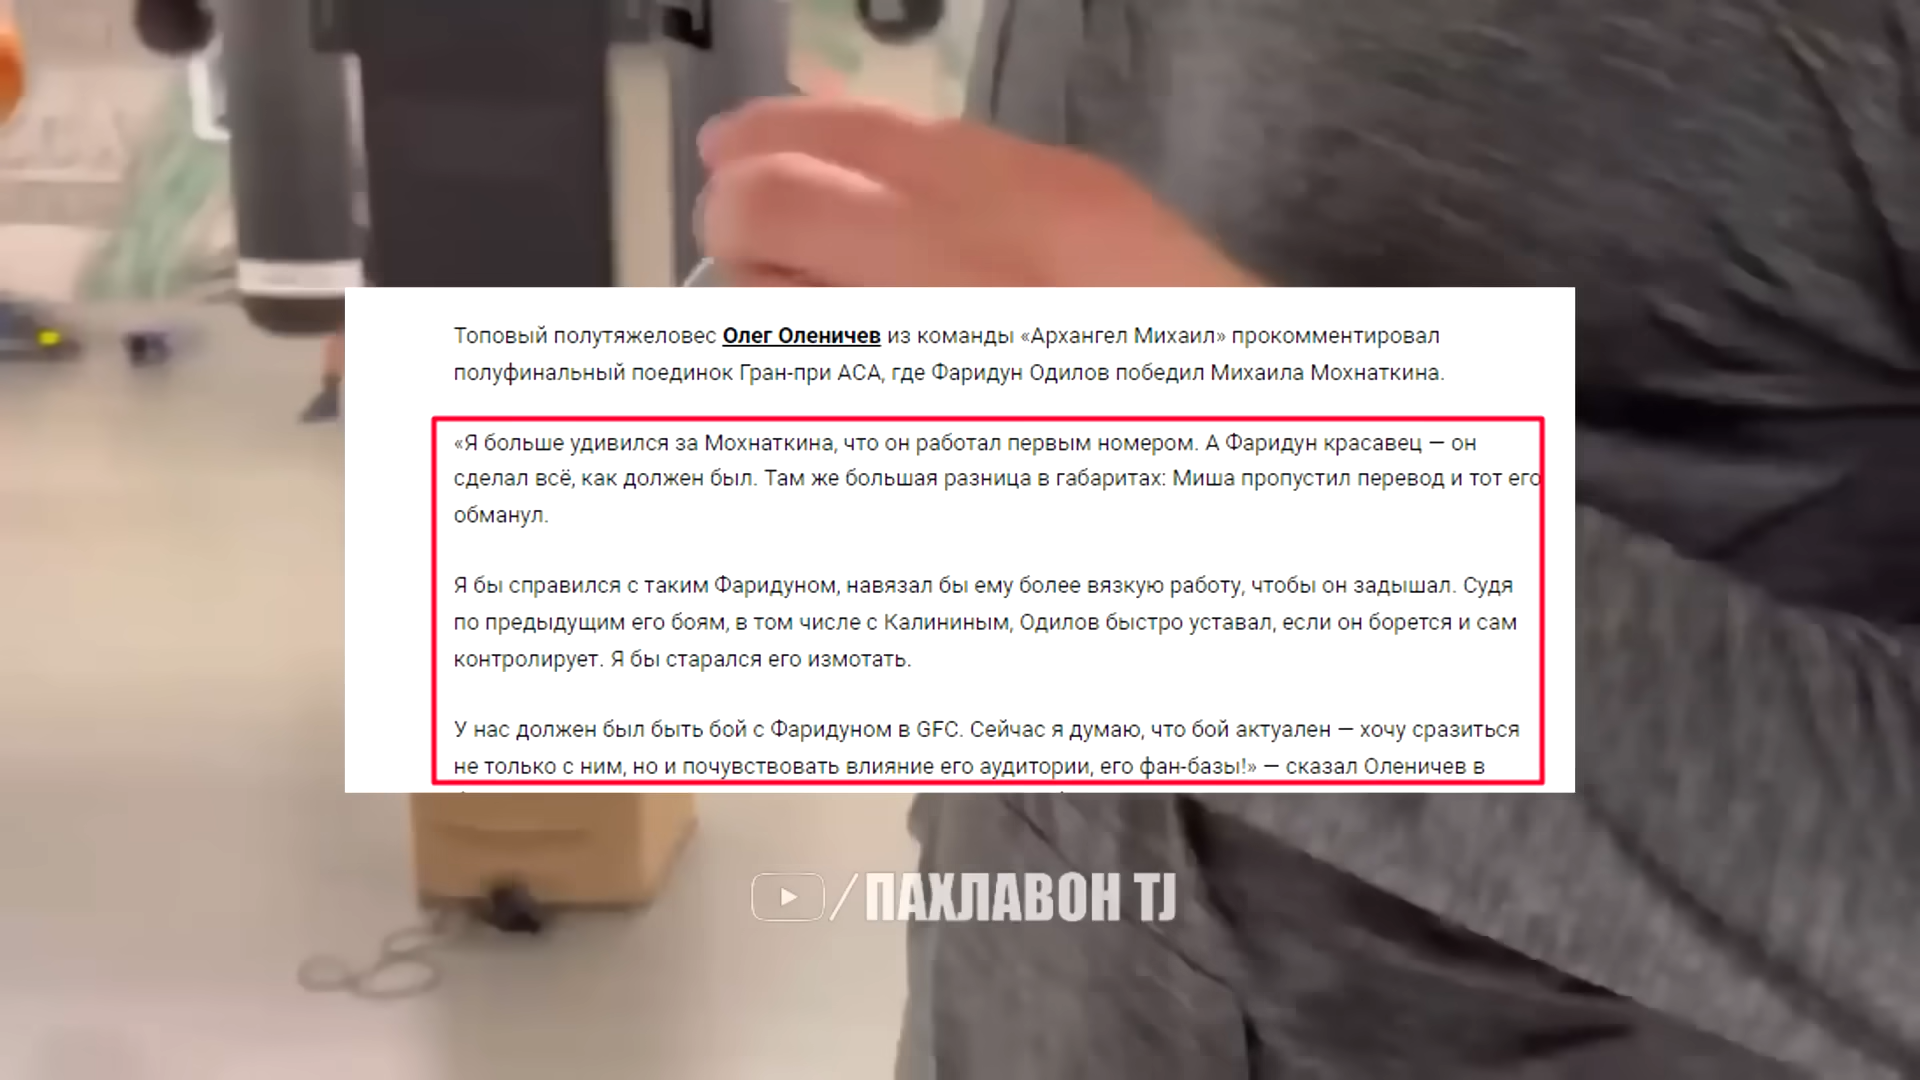 Топовый полутяжеловес Олег Оленичев из команды «Архангел Михаил» прокомментировал
полуфинальный поединок Гран-при ACA, где Фаридун Одилов победил Михаила Мохнаткина.
«Я больше удивился за Мохнаткина, что он работал первым номером. А Фаридун красавец — он
сделал всё, как должен был. Там же большая разница в габаритах: Миша пропустил перевод и тот его
обманул.
Я бы справился с таким Фаридуном, навязал бы ему более вязкую работу, чтобы он задышал. Судя
по предыдущим его боям, в том числе с Калининым, Одилов быстро уставал, если он борется и сам
контролирует. Я бы старался его измотать.
У нас должен был быть бой с Фаридуном в GFC. Сейчас я думаю, что бой актуален — хочу сразиться
не только с ним, но и почувствовать влияние его аудитории, его фан-базы!» — сказал Оленичев в
/ПАХЛАВОН TJ